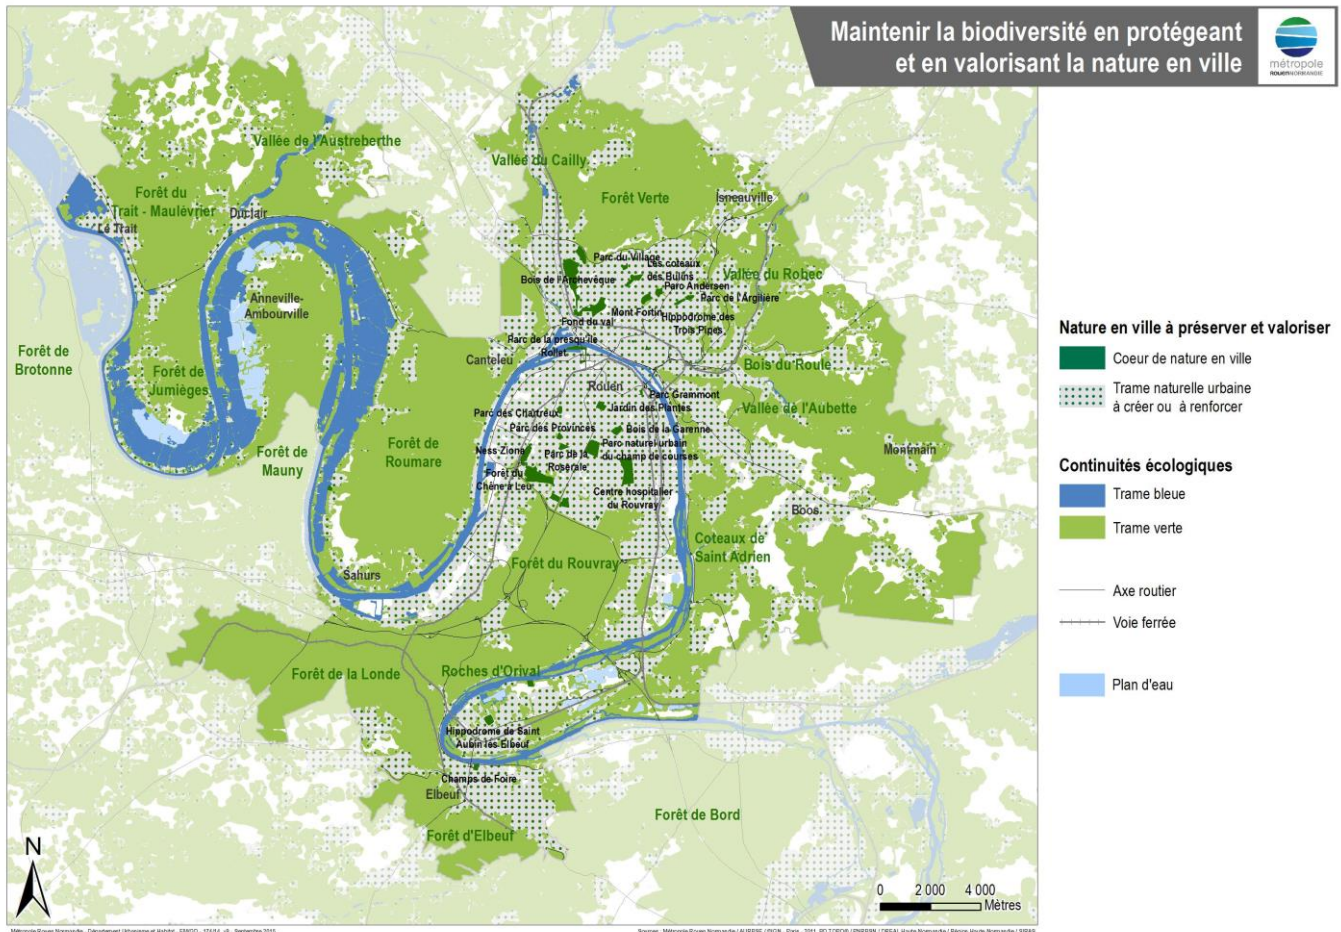 Maintenir la biodiversité en protégeant
et en valorisant la nature en ville
métropole
ROUENNORMANDIE
Vallée de l'Austreberthe
Vallée du Cailly
Forêt du
Trait - Maulévrier
Forêt Verte
Isneauville
Duclair
Le Trait
Parc du Village
Les coteaux
des Bulins
Vallée du Robec
Bois de l'Archevêque
Parc Andersen
Parc de l'Argilière
Anneville-
Ambourville
Mont Fortin
Hippodrome des
Trois Pipes
Fond du val
Parc de la presqu'île
Rollet
Forêt de
Brotonne
Canteleu
Bois du Roule
Forêt de
Jumièges
Rouen
Parc Grammont
Jardin des Plantes
Vallée de l'Aubette
Parc des Chartreux
Parc des Provinces
Bois de la Garenne
Forêt de
Mauny
Forêt de
Roumare
Ness-Ziona
Parc de la
Roseraie
Parc naturel urbain
du champ de courses
Montmain
Forêt du
Chêne à Leu
Centre hospitalier
du Rouvray
Boos
Coteaux de
Saint Adrien
Forêt du Rouvray
Sahurs
Forêt de la Londe
Roches d'Orival
Hippodrome de Saint
Aubin lès Elbeuf
Champs de Foire
Elbeuf
Forêt de Bord
Forêt d'Elbeuf
N
0 2 000 4 000
Mètres
Nature en ville à préserver et valoriser
Coeur de nature en ville
Trame naturelle urbaine
à créer ou à renforcer
Continuités écologiques
Trame bleue
Trame verte
Axe routier
Voie ferrée
Plan d'eau